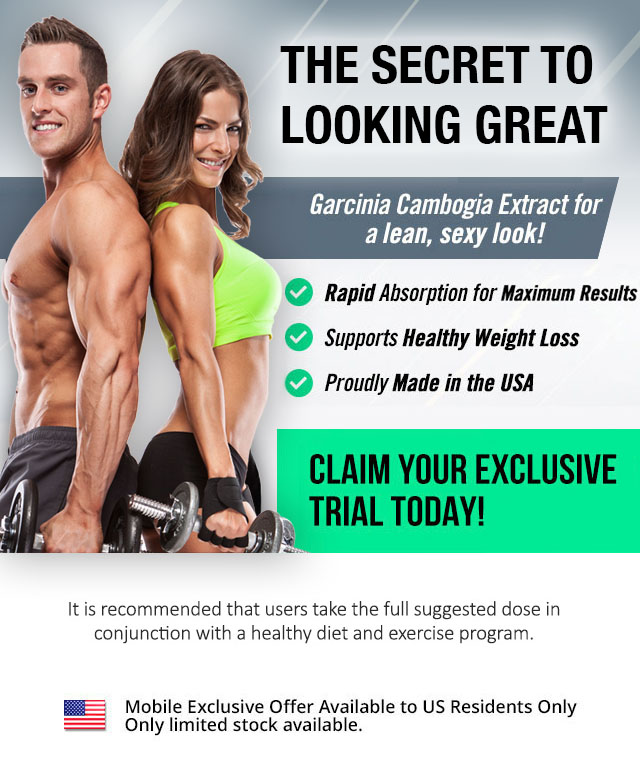 THE SECRET TO
LOOKING GREAT
Garcinia Cambogia Extract for
a lean, sexy look!
Rapid Absorption for Maximum Results
Supports Healthy Weight Loss
Proudly Made in the USA
CLAIM YOUR EXCLUSIVE
TRIAL TODAY!
It is recommended that users take the full suggested dose in
conjunction with a healthy diet and exercise program.
Mobile Exclusive Offer Available to US Residents Only
Only limited stock available.